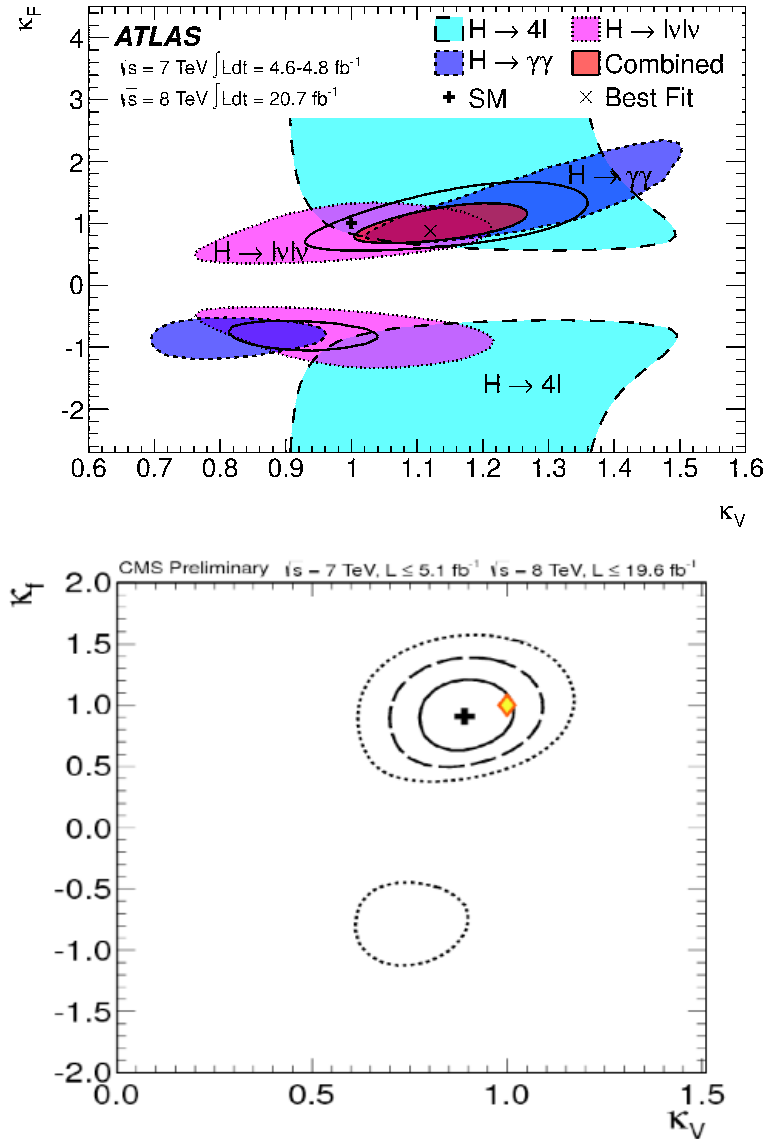 κF
ATLAS
√s = 7 TeV ∫Ldt = 4.6-4.8 fb-1
√s = 8 TeV ∫Ldt = 20.7 fb-1
H → 4l
H → lνlν
H → γγ
Combined
+ SM
× Best Fit
4
3
2
1
0
-1
-2
H → γγ
H → lνlν
H → 4l
0.6 0.7 0.8 0.9 1 1.1 1.2 1.3 1.4 1.5 1.6
κV
CMS Preliminary √s = 7 TeV, L ≤ 5.1 fb-1 √s = 8 TeV, L ≤ 19.6 fb-1
κf
2.0
1.5
1.0
0.5
0.0
-0.5
-1.0
-1.5
-2.0
0.0 0.5 1.0 1.5
κV